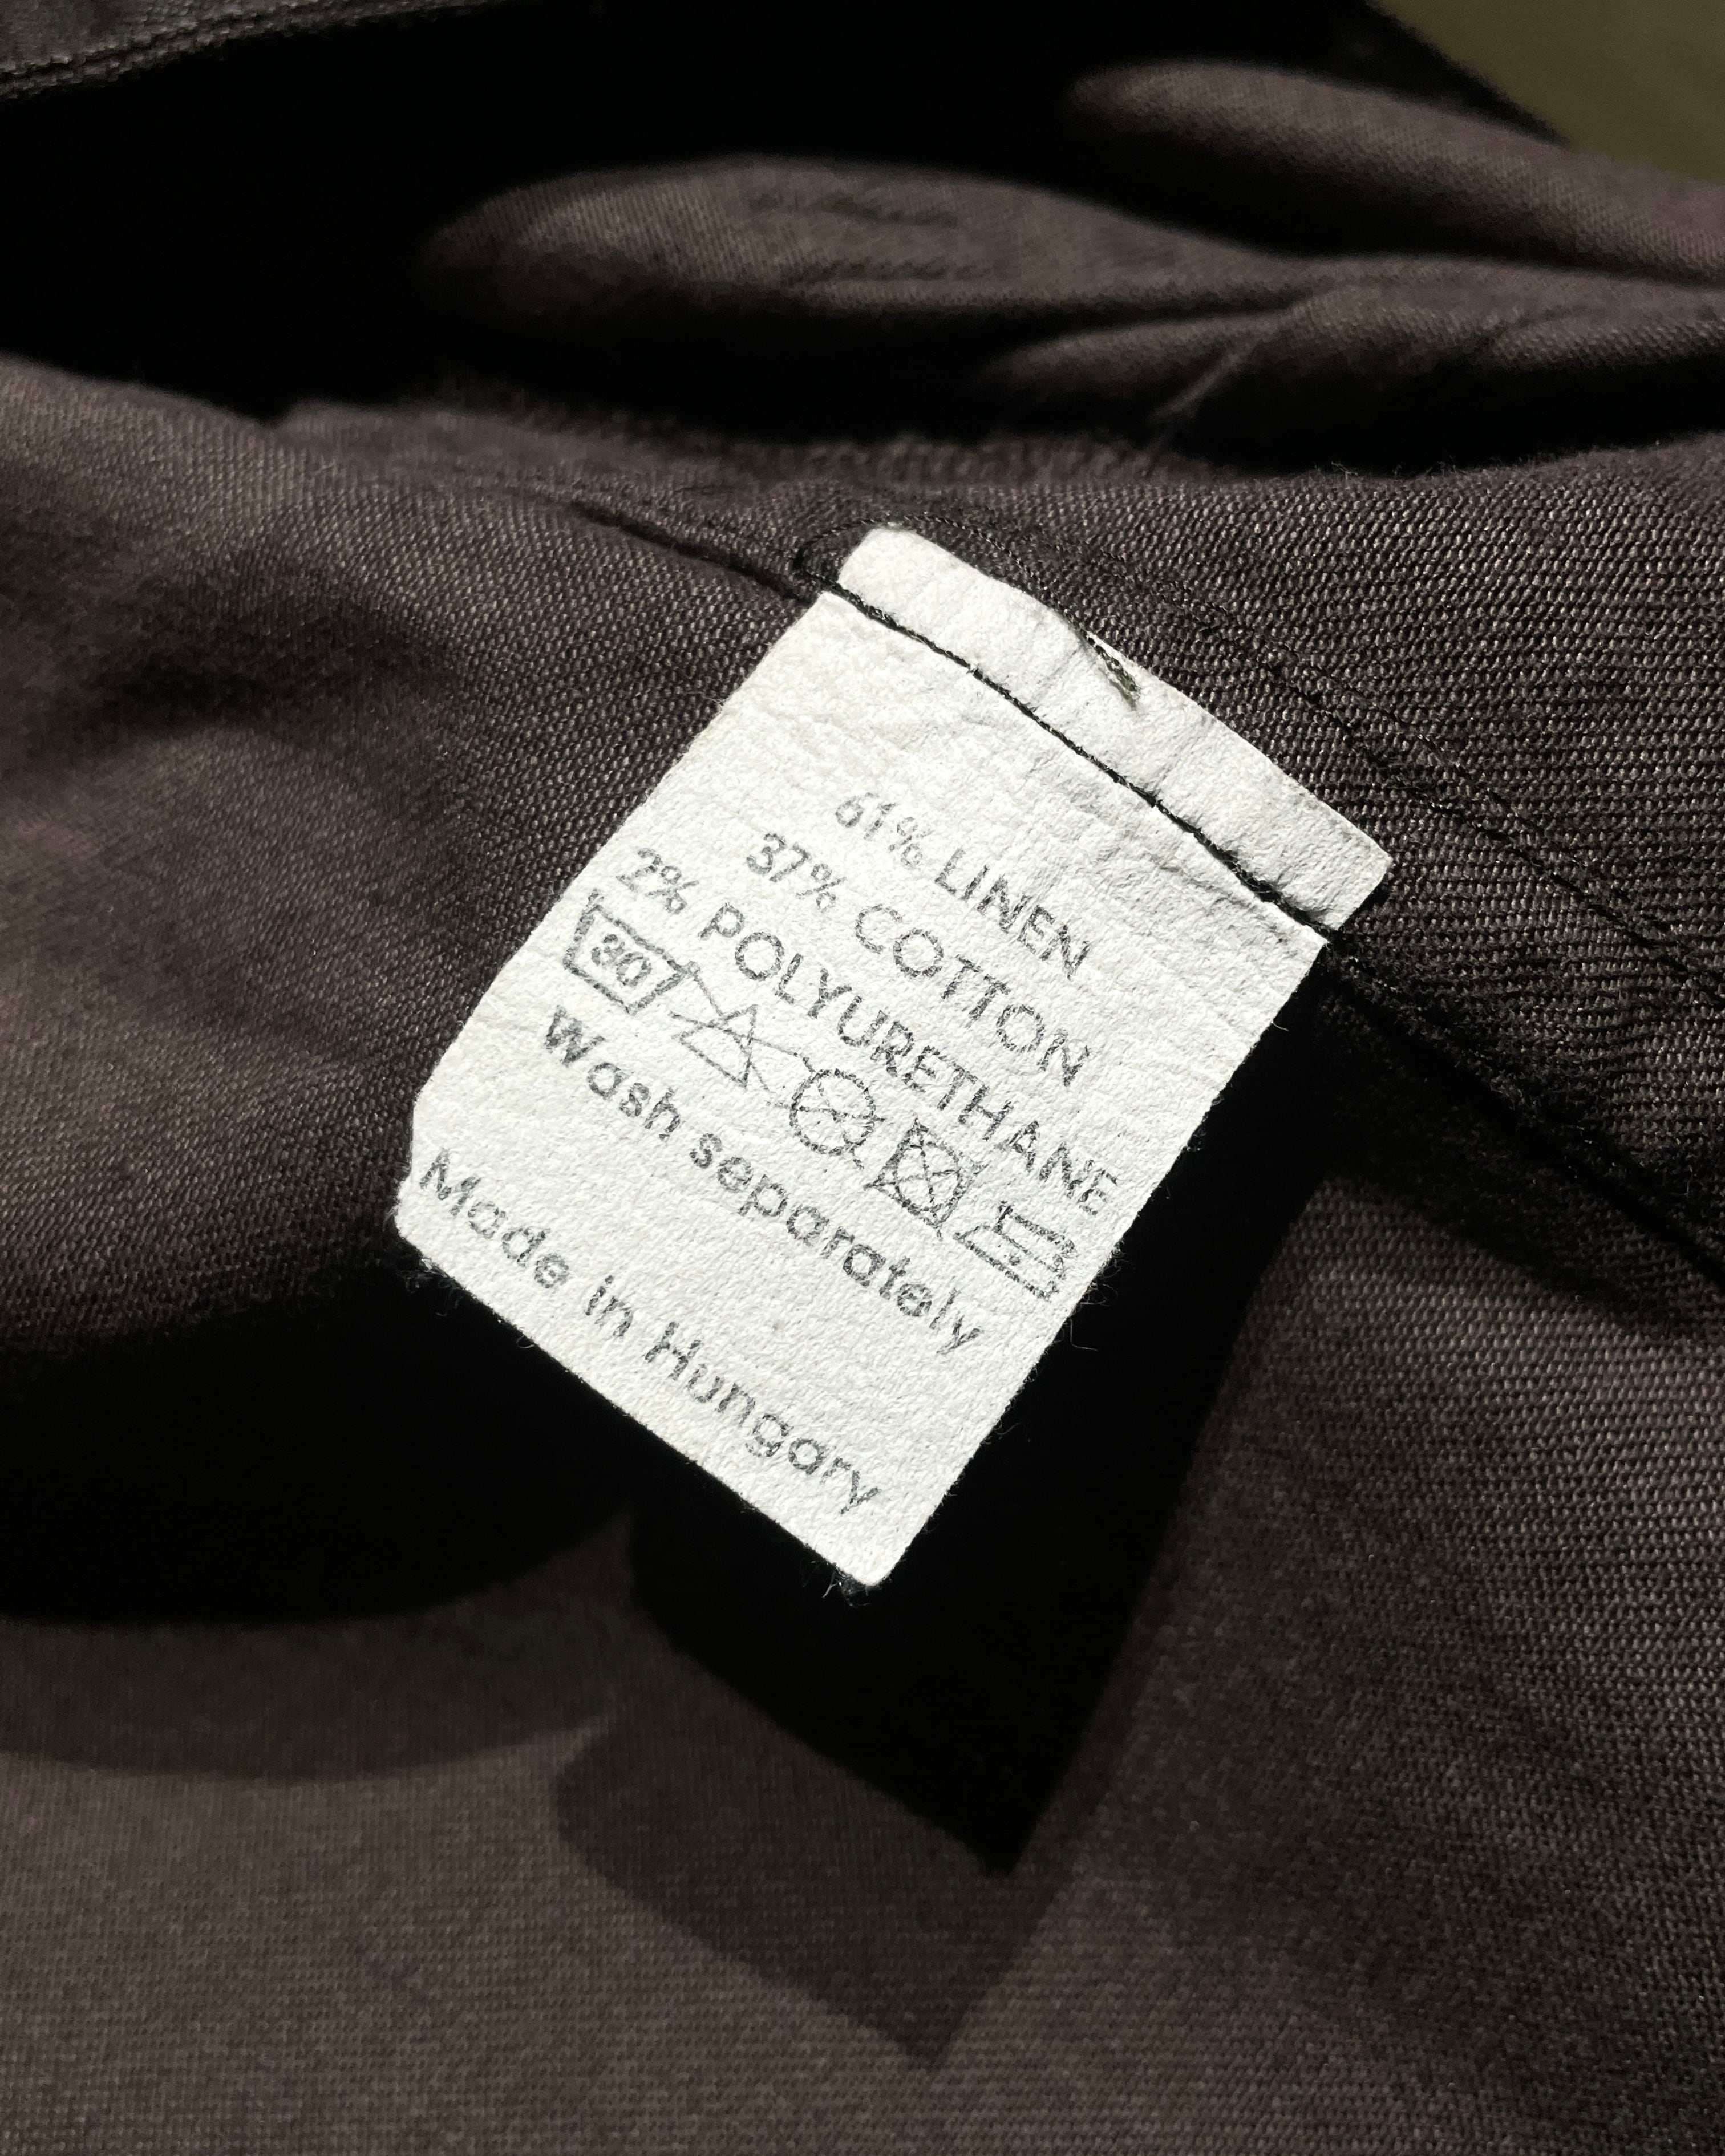 61% LINEN
37% COTTON
2% POLYURETHANE
30
Wash separately
Made in Hungary